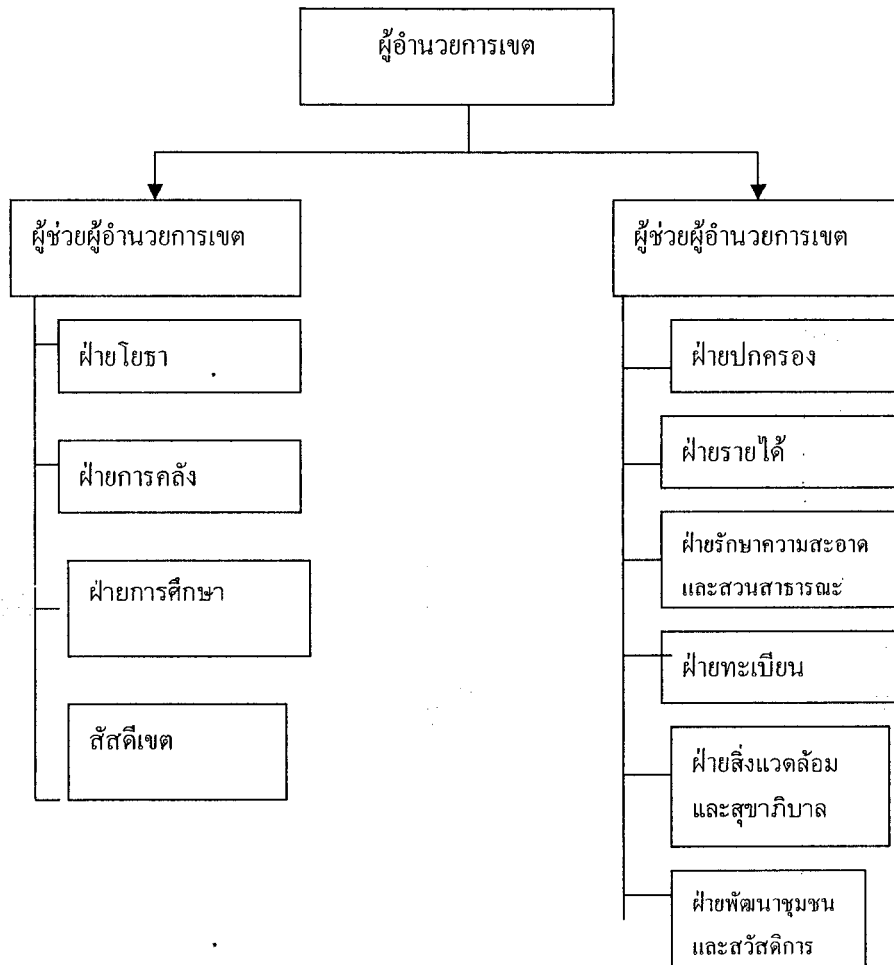 ผู้อำนวยการเขต
ผู้ช่วยผู้อำนวยการเขต
ฝ่ายโยธา
ฝ่ายการคลัง
ฝ่ายการศึกษา
สัสดีเขต
ผู้ช่วยผู้อำนวยการเขต
ฝ่ายปกครอง
ฝ่ายรายได้
ฝ่ายรักษาความสะอาด
และสวนสาธารณะ
ฝ่ายทะเบียน
ฝ่ายสิ่งแวดล้อม
และสุขาภิบาล
ฝ่ายพัฒนาชุมชน
และสวัสดิการ